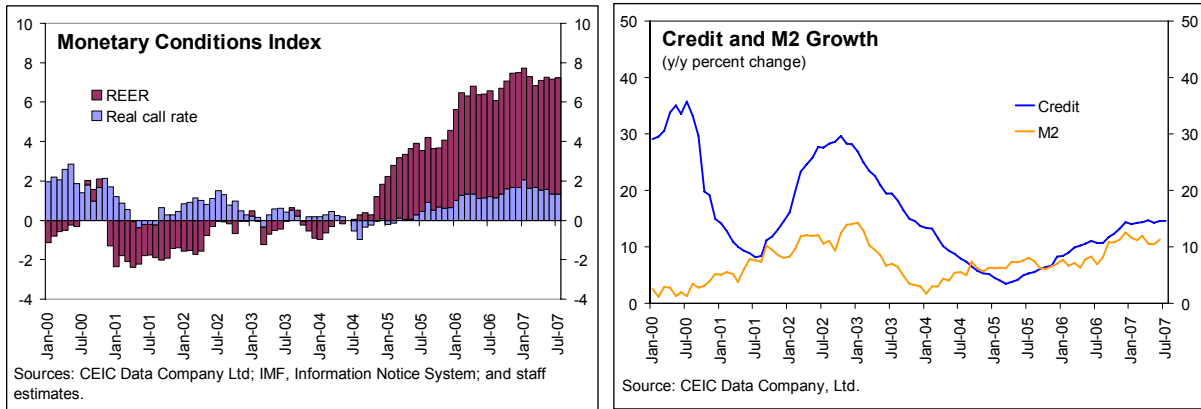 Monetary Conditions Index
REER
Real call rate
10
8
6
4
2
0
-2
-4
10
8
6
4
2
0
-2
-4
Jan-00
Jul-00
Jan-01
Jul-01
Jan-02
Jul-02
Jan-03
Jul-03
Jan-04
Jul-04
Jan-05
Jul-05
Jan-06
Jul-06
Jan-07
Jul-07
Sources: CEIC Data Company Ltd; IMF, Information Notice System; and staff
estimates.
Credit and M2 Growth
(y/y percent change)
Credit
M2
50
40
30
20
10
0
50
40
30
20
10
0
Jan-00
Jul-00
Jan-01
Jul-01
Jan-02
Jul-02
Jan-03
Jul-03
Jan-04
Jul-04
Jan-05
Jul-05
Jan-06
Jul-06
Jan-07
Jul-07
Source: CEIC Data Company, Ltd.